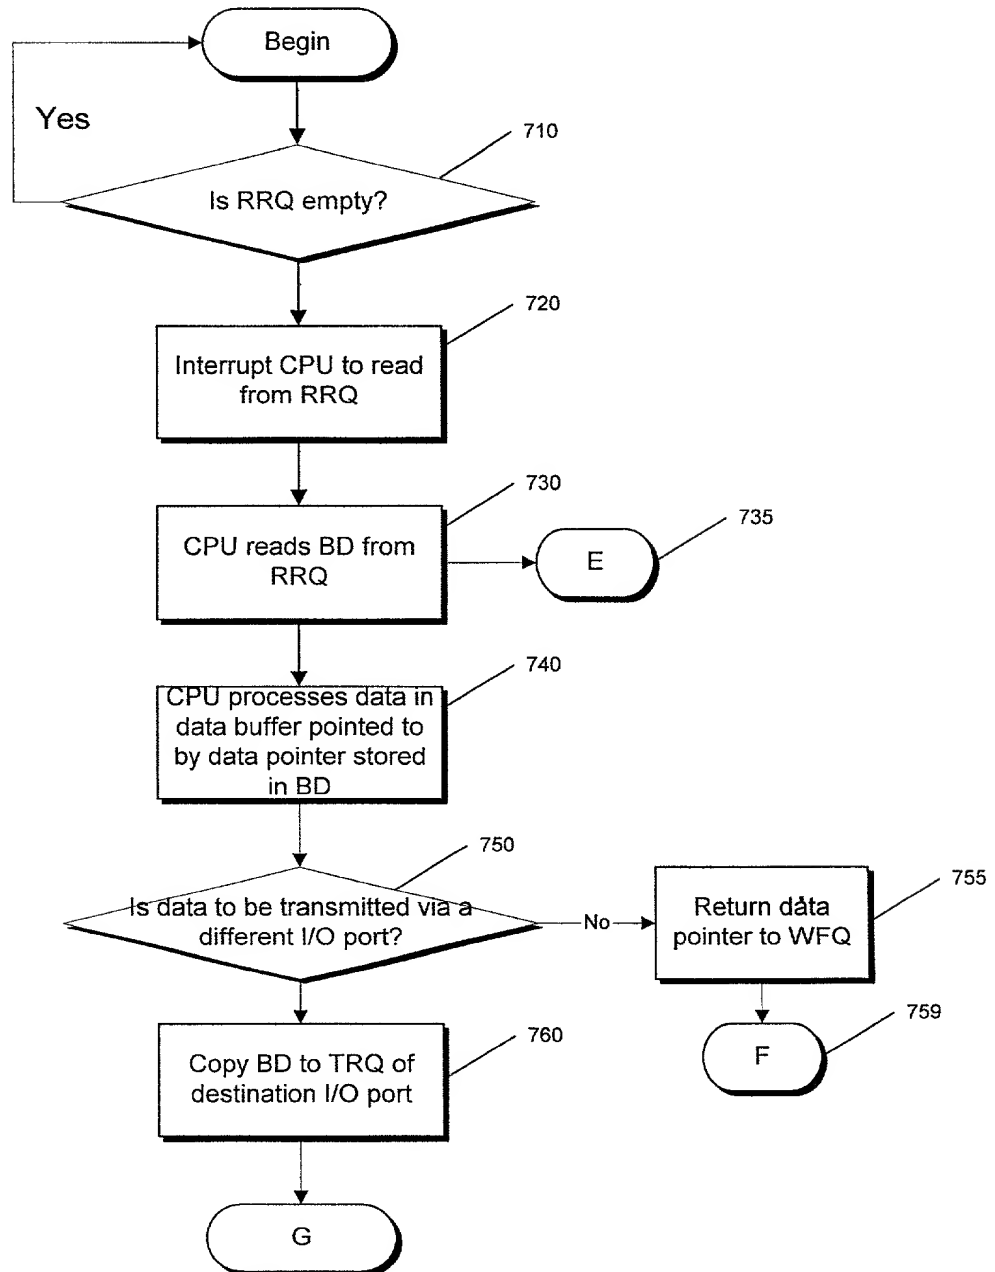 Begin
Yes
710
Is RRQ empty?
720
Interrupt CPU to read
from RRQ
730
735
CPU reads BD from
RRQ
E
740
CPU processes data in
data buffer pointed to
by data pointer stored
in BD
750
Is data to be transmitted via a
different I/O port?
No
755
Return data
pointer to WFQ
760
759
Copy BD to TRQ of
destination I/O port
F
G